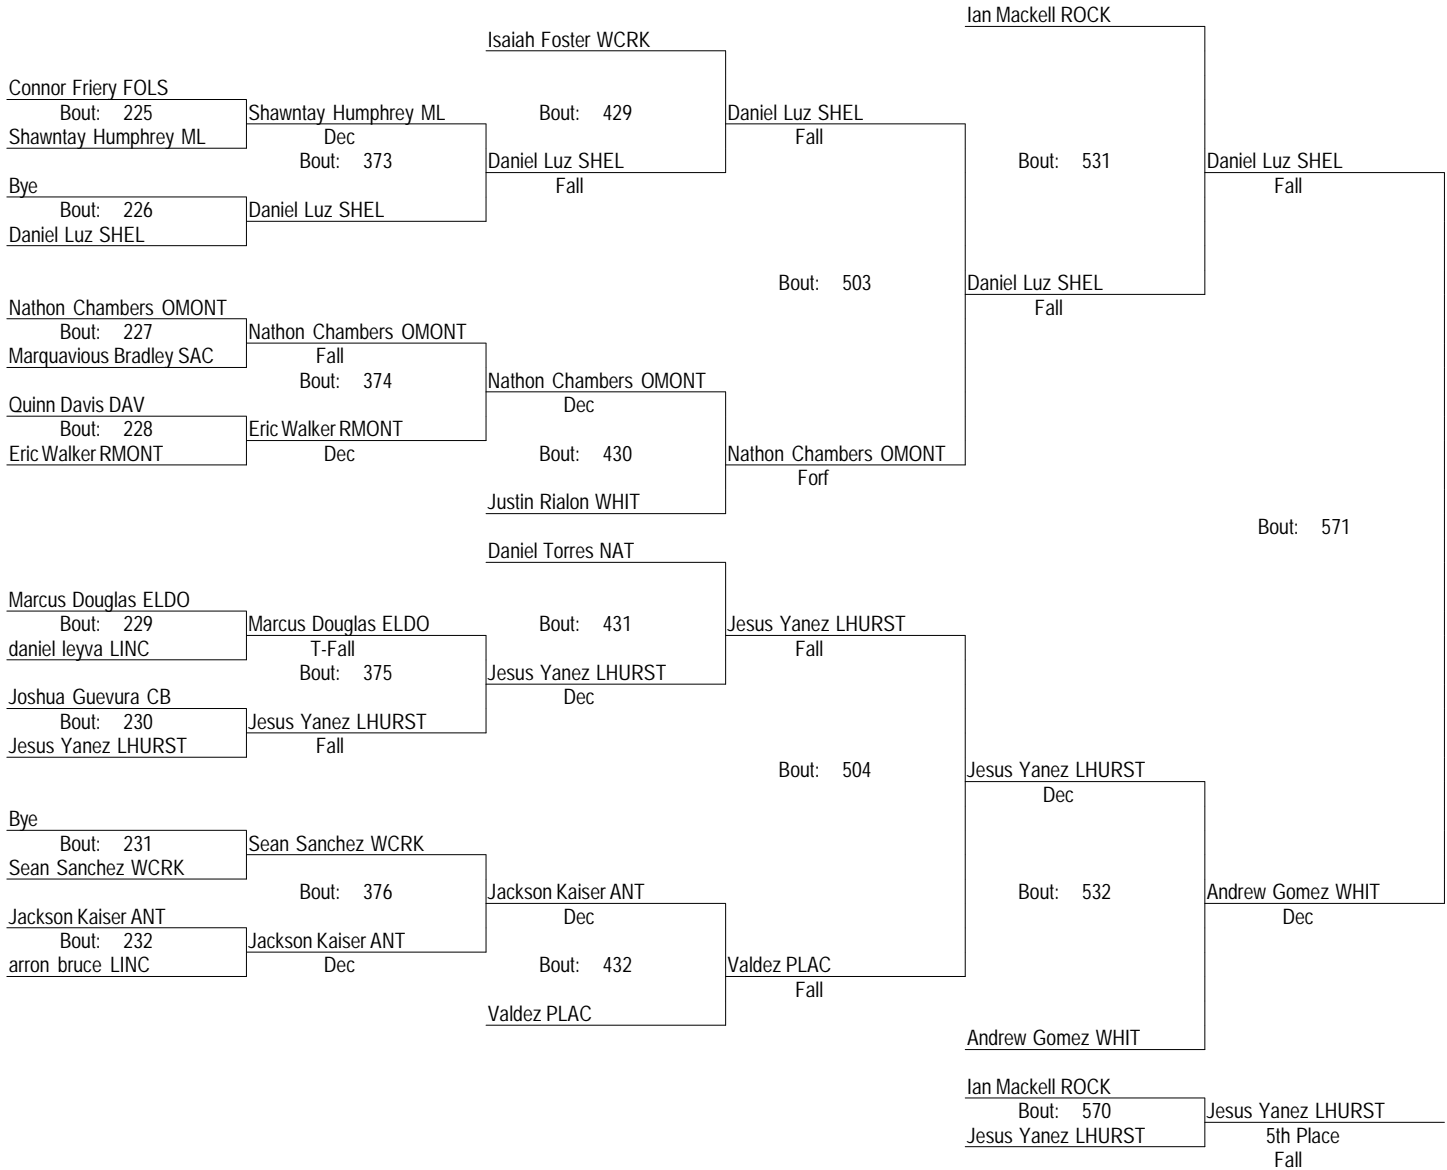 Ian Mackell ROCK
Isaiah Foster WCRK
Connor Friery FOLS
Bout: 225
Shawntay Humphrey ML
Shawntay Humphrey ML
Dec
Bout: 373
Bout: 429
Daniel Luz SHEL
Fall
Daniel Luz SHEL
Fall
Bout: 531
Daniel Luz SHEL
Fall
Bye
Bout: 226
Daniel Luz SHEL
Daniel Luz SHEL
Bout: 503
Daniel Luz SHEL
Fall
Nathon Chambers OMONT
Bout: 227
Marquavious Bradley SAC
Nathon Chambers OMONT
Fall
Bout: 374
Nathon Chambers OMONT
Dec
Quinn Davis DAV
Bout: 228
Eric Walker RMONT
Eric Walker RMONT
Dec
Bout: 430
Nathon Chambers OMONT
Forf
Justin Rialon WHIT
Bout: 571
Daniel Torres NAT
Marcus Douglas ELDO
Bout: 229
daniel leyva LINC
Marcus Douglas ELDO
T-Fall
Bout: 375
Bout: 431
Jesus Yanez LHURST
Fall
Jesus Yanez LHURST
Dec
Joshua Guevura CB
Bout: 230
Jesus Yanez LHURST
Jesus Yanez LHURST
Fall
Bout: 504
Jesus Yanez LHURST
Dec
Bye
Bout: 231
Sean Sanchez WCRK
Sean Sanchez WCRK
Bout: 376
Jackson Kaiser ANT
Dec
Bout: 532
Andrew Gomez WHIT
Dec
Jackson Kaiser ANT
Bout: 232
arron bruce LINC
Jackson Kaiser ANT
Dec
Bout: 432
Valdez PLAC
Fall
Valdez PLAC
Andrew Gomez WHIT
Ian Mackell ROCK
Bout: 570
Jesus Yanez LHURST
Jesus Yanez LHURST
5th Place
Fall